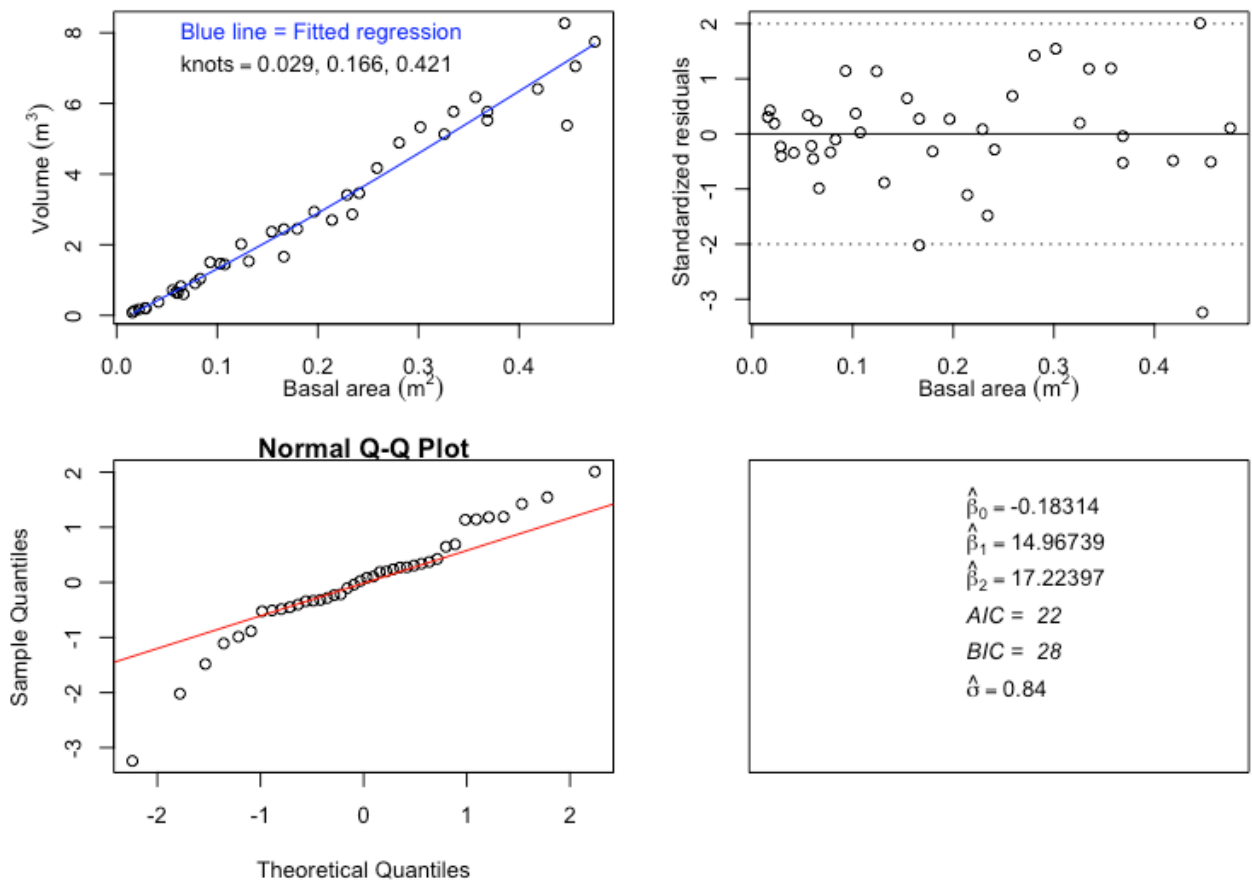 Blue line = Fitted regression
knots = 0.029, 0.166, 0.421
Volume (m³)
8
6
4
2
0
0.0 0.1 0.2 0.3 0.4
Basal area (m²)
Standardized residuals
2
1
0
-1
-2
-3
0.0 0.1 0.2 0.3 0.4
Basal area (m²)
Normal Q-Q Plot
Sample Quantiles
2
1
0
-1
-2
-3
-2 -1 0 1 2
Theoretical Quantiles
β̂₀ = -0.18314
β̂₁ = 14.96739
β̂₂ = 17.22397
AIC = 22
BIC = 28
σ̂ = 0.84